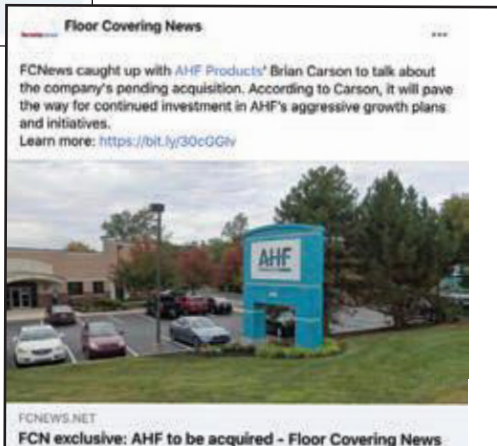 Floor Covering News
FCNews caught up with AHF Products' Brian Carson to talk about
the company's pending acquisition. According to Carson, it will pave
the way for continued investment in AHF's aggressive growth plans
and initiatives.
Learn more: https://bit.ly/30cGGIv
AHF
FCNEWS.NET
FCN exclusive: AHF to be acquired - Floor Covering News